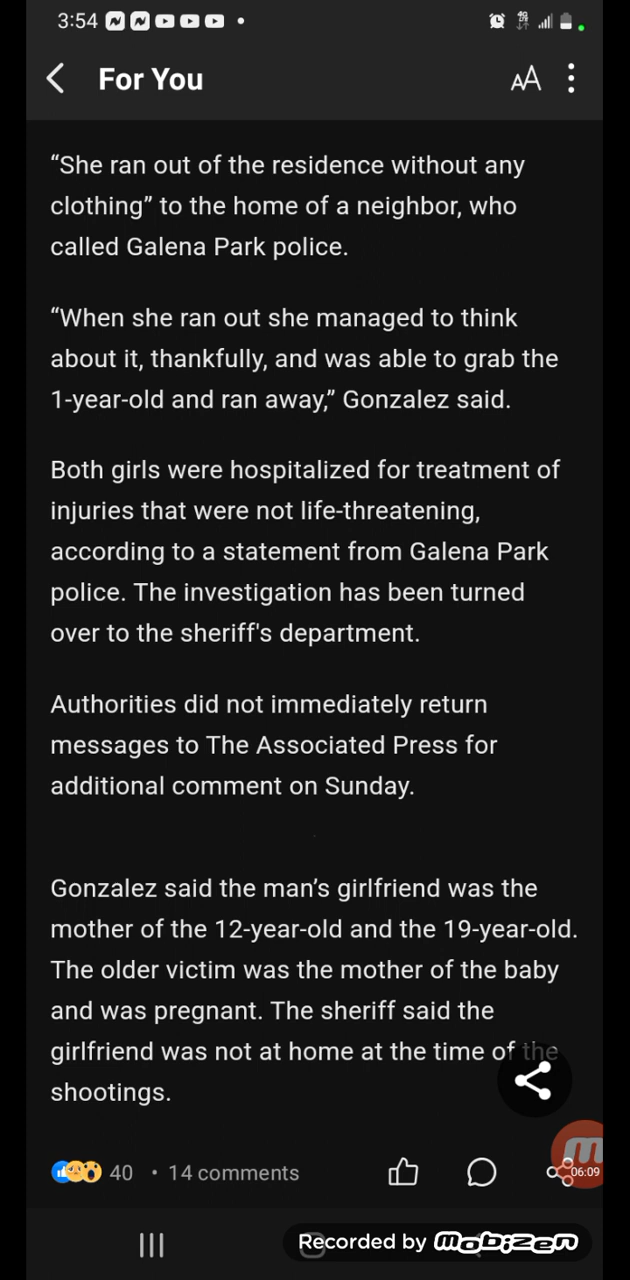 3:54
For You
AA
“She ran out of the residence without any
clothing” to the home of a neighbor, who
called Galena Park police.
“When she ran out she managed to think
about it, thankfully, and was able to grab the
1-year-old and ran away,” Gonzalez said.
Both girls were hospitalized for treatment of
injuries that were not life-threatening,
according to a statement from Galena Park
police. The investigation has been turned
over to the sheriff's department.
Authorities did not immediately return
messages to The Associated Press for
additional comment on Sunday.
Gonzalez said the man’s girlfriend was the
mother of the 12-year-old and the 19-year-old.
The older victim was the mother of the baby
and was pregnant. The sheriff said the
girlfriend was not at home at the time of the
shootings.
40 • 14 comments
06:09
Recorded by mobizen